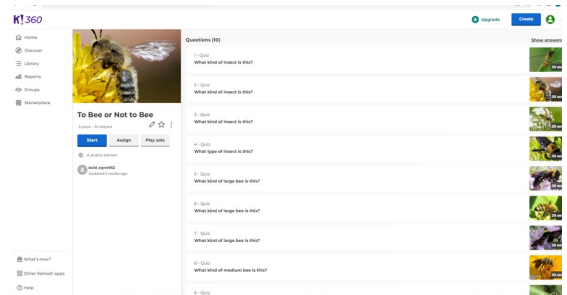 K! 360
Upgrade
Create
Home
Discover
Library
Reports
Groups
Marketplace
What's new?
Other Kahoot! apps
Help
To Bee or Not to Bee
Start
Assign
Play solo
A public kahoot
Updated 2 weeks ago
Questions (10)
Show answers
1 - Quiz
What kind of insect is this?
2 - Quiz
What kind of insect is this?
3 - Quiz
What kind of insect is this?
4 - Quiz
What type of insect is this?
5 - Quiz
What kind of large bee is this?
6 - Quiz
What kind of large bee is this?
7 - Quiz
What kind of large bee is this?
8 - Quiz
What kind of medium bee is this?
9 - Quiz